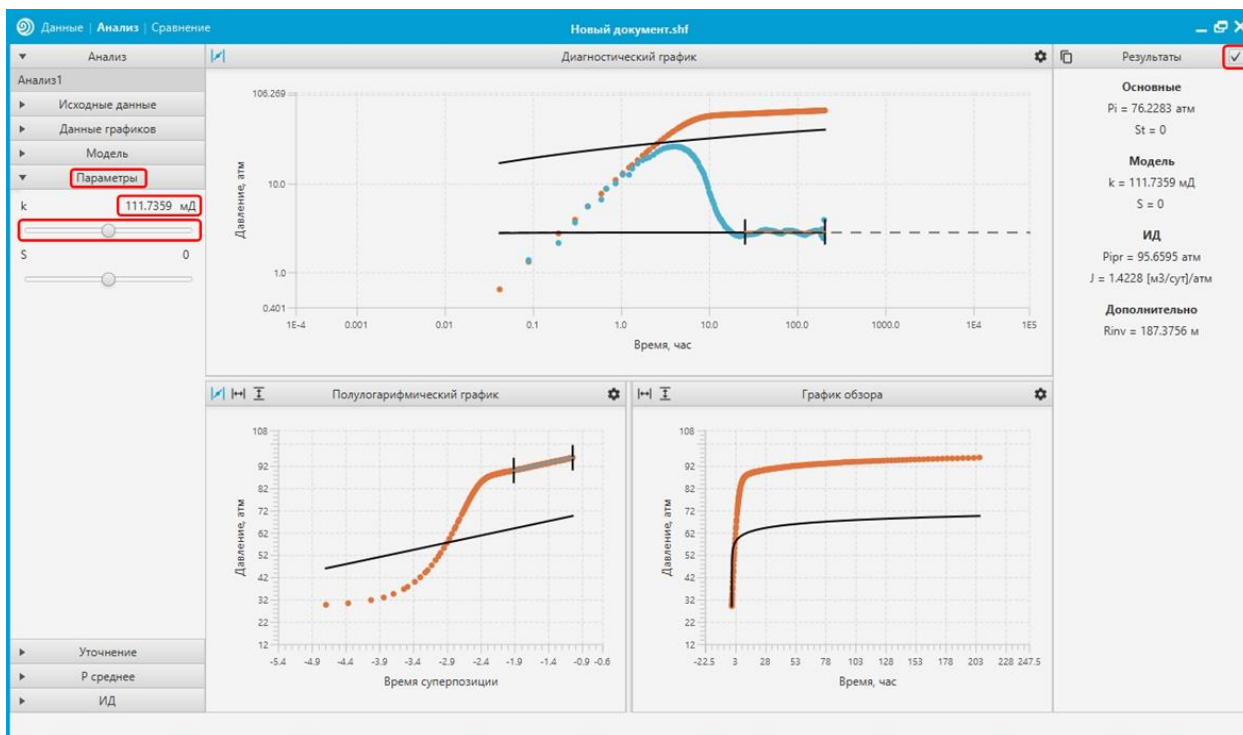 Данные | Анализ | Сравнение
Новый документ.shf
Анализ
Анализ1
Исходные данные
Данные графиков
Модель
Параметры
k 111.7359 мД
S 0
Уточнение
P среднее
ИД
Диагностический график
106.269
10.0
1.0
0.401
Давление, атм
1E-4 0.001 0.01 0.1 1.0 10.0 100.0 1000.0 1E4 1E5
Время, час
Полулогарифмический график
108
92
82
72
62
52
42
32
22
12
Давление, атм
-5.4 -4.9 -4.4 -3.9 -3.4 -2.9 -2.4 -1.9 -1.4 -0.9 -0.6
Время суперпозиции
График обзора
108
92
82
72
62
52
42
32
22
12
Давление, атм
-22.5 3 28 53 78 103 128 153 178 203 228 247.5
Время, час
Результаты
Основные
Pi = 76.2283 атм
St = 0
Модель
k = 111.7359 мД
S = 0
ИД
Pipr = 95.6595 атм
J = 1.4228 [м3/сут]/атм
Дополнительно
Rinv = 187.3756 м